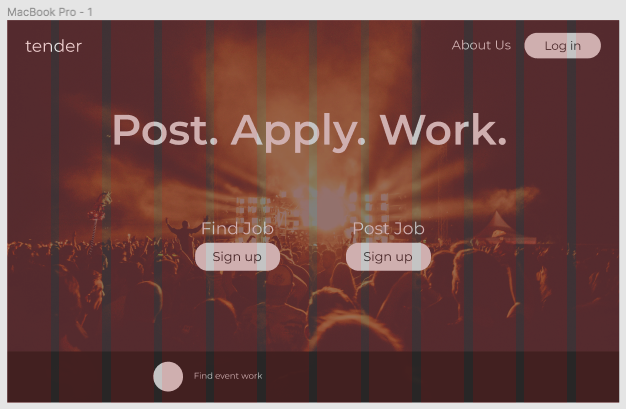 MacBook Pro - 1
tender
About Us
Log in
Post. Apply. Work.
Find Job
Post Job
Sign up
Sign up
Find event work